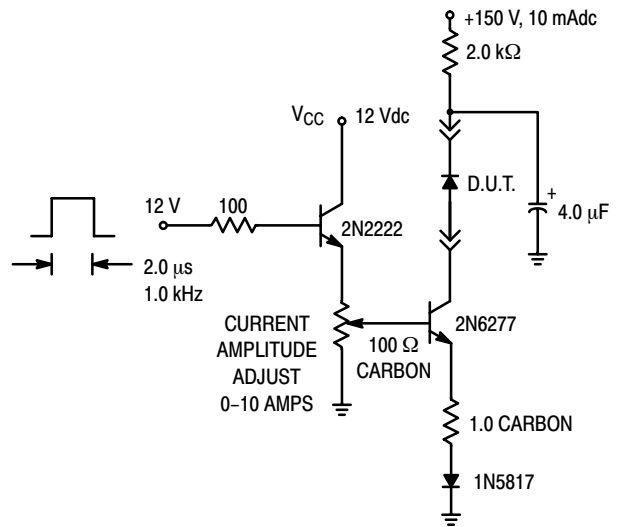 +150 V, 10 mAdc
2.0 kΩ
VCC 12 Vdc
D.U.T.
+
4.0 μF
12 V
100
2N2222
2.0 μs
1.0 kHz
CURRENT
AMPLITUDE
ADJUST
0–10 AMPS
100 Ω
CARBON
2N6277
1.0 CARBON
1N5817